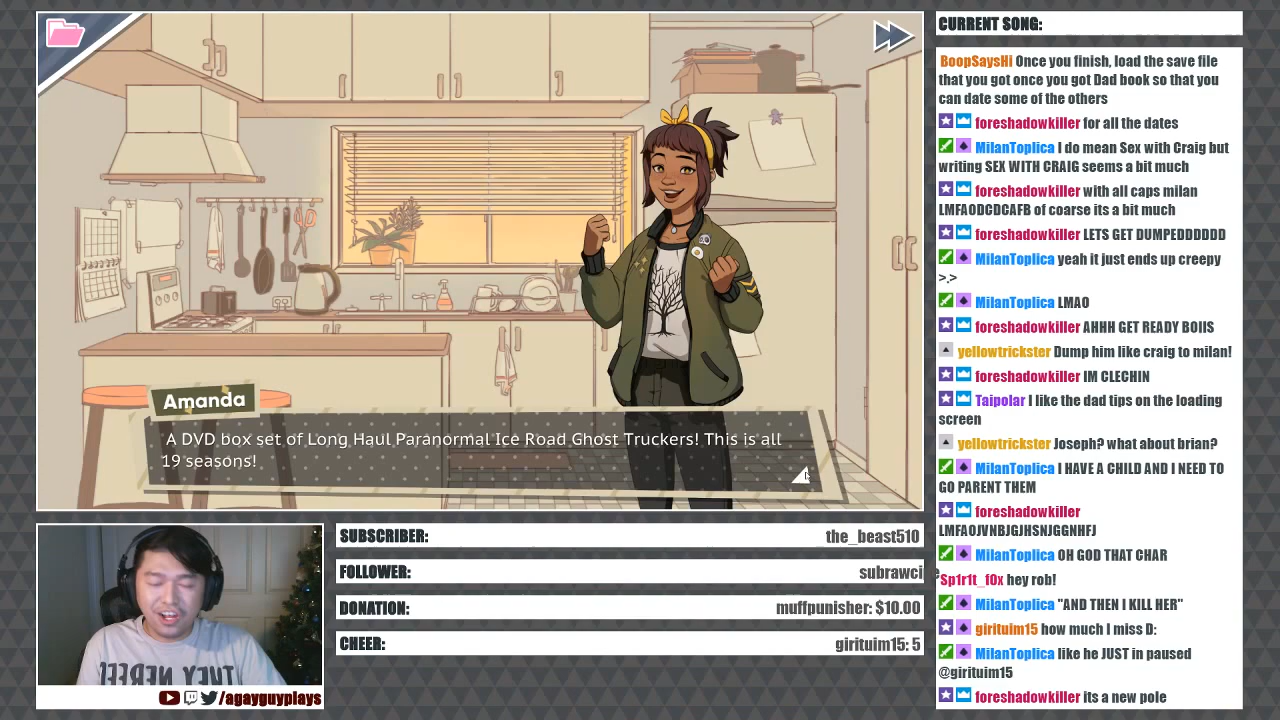 CURRENT SONG:
BoopSaysHi Once you finish, load the save file
that you got once you got Dad book so that you
can date some of the others
foreshadowkiller for all the dates
MilanToplica I do mean Sex with Craig but
writing SEX WITH CRAIG seems a bit much
foreshadowkiller with all caps milan
LMFAODCDCAFB of coarse its a bit much
foreshadowkiller LETS GET DUMPEDDDDDD
MilanToplica yeah it just ends up creepy
>.>
MilanToplica LMAO
foreshadowkiller AHHH GET READY BOIIS
yellowtrickster Dump him like craig to milan!
foreshadowkiller IM CLECHIN
Taipolar I like the dad tips on the loading
screen
yellowtrickster Joseph? what about brian?
MilanToplica I HAVE A CHILD AND I NEED TO
GO PARENT THEM
foreshadowkiller
LMFAOJVNBJGJHSNJGGNHFJ
MilanToplica OH GOD THAT CHAR
Sp1r1t_f0x hey rob!
MilanToplica "AND THEN I KILL HER"
girituim15 how much I miss D:
MilanToplica like he JUST in paused
@girituim15
foreshadowkiller its a new pole
Amanda
A DVD box set of Long Haul Paranormal Ice Road Ghost Truckers! This is all
19 seasons!
SUBSCRIBER: the_beast510
FOLLOWER: subrawci
DONATION: muffpunisher: $10.00
CHEER: girituim15: 5
/agayguyplays